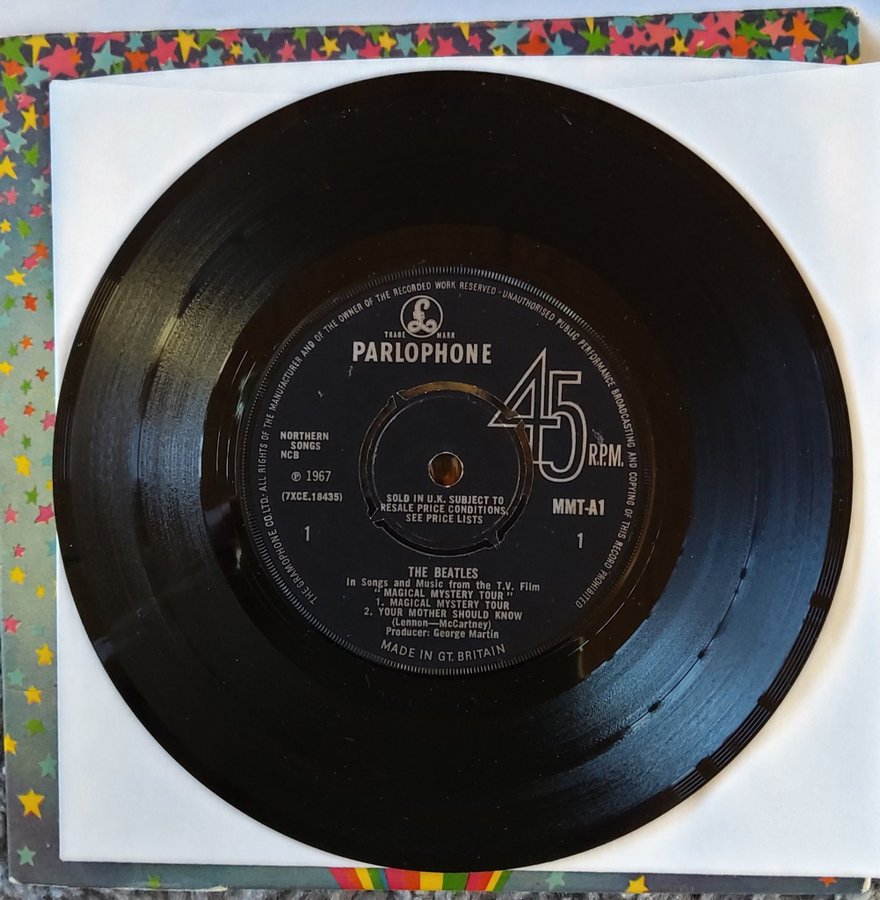 THE GRAMOPHONE CO.LTD. ALL RIGHTS OF THE MANUFACTURER AND OF THE OWNER OF THE RECORDED WORK RESERVED · UNAUTHORISED PUBLIC PERFORMANCE BROADCASTING AND COPYING OF THIS RECORD PROHIBITED
£
TRADE MARK
PARLOPHONE
45 R.P.M.
NORTHERN
SONGS
NCB
℗ 1967
(7XCE.18435)
1
SOLD IN U.K. SUBJECT TO
RESALE PRICE CONDITIONS,
SEE PRICE LISTS
MMT-A1
1
THE BEATLES
In Songs and Music from the T.V. Film
"MAGICAL MYSTERY TOUR"
1. MAGICAL MYSTERY TOUR
2. YOUR MOTHER SHOULD KNOW
(Lennon—McCartney)
Producer: George Martin
MADE IN GT. BRITAIN